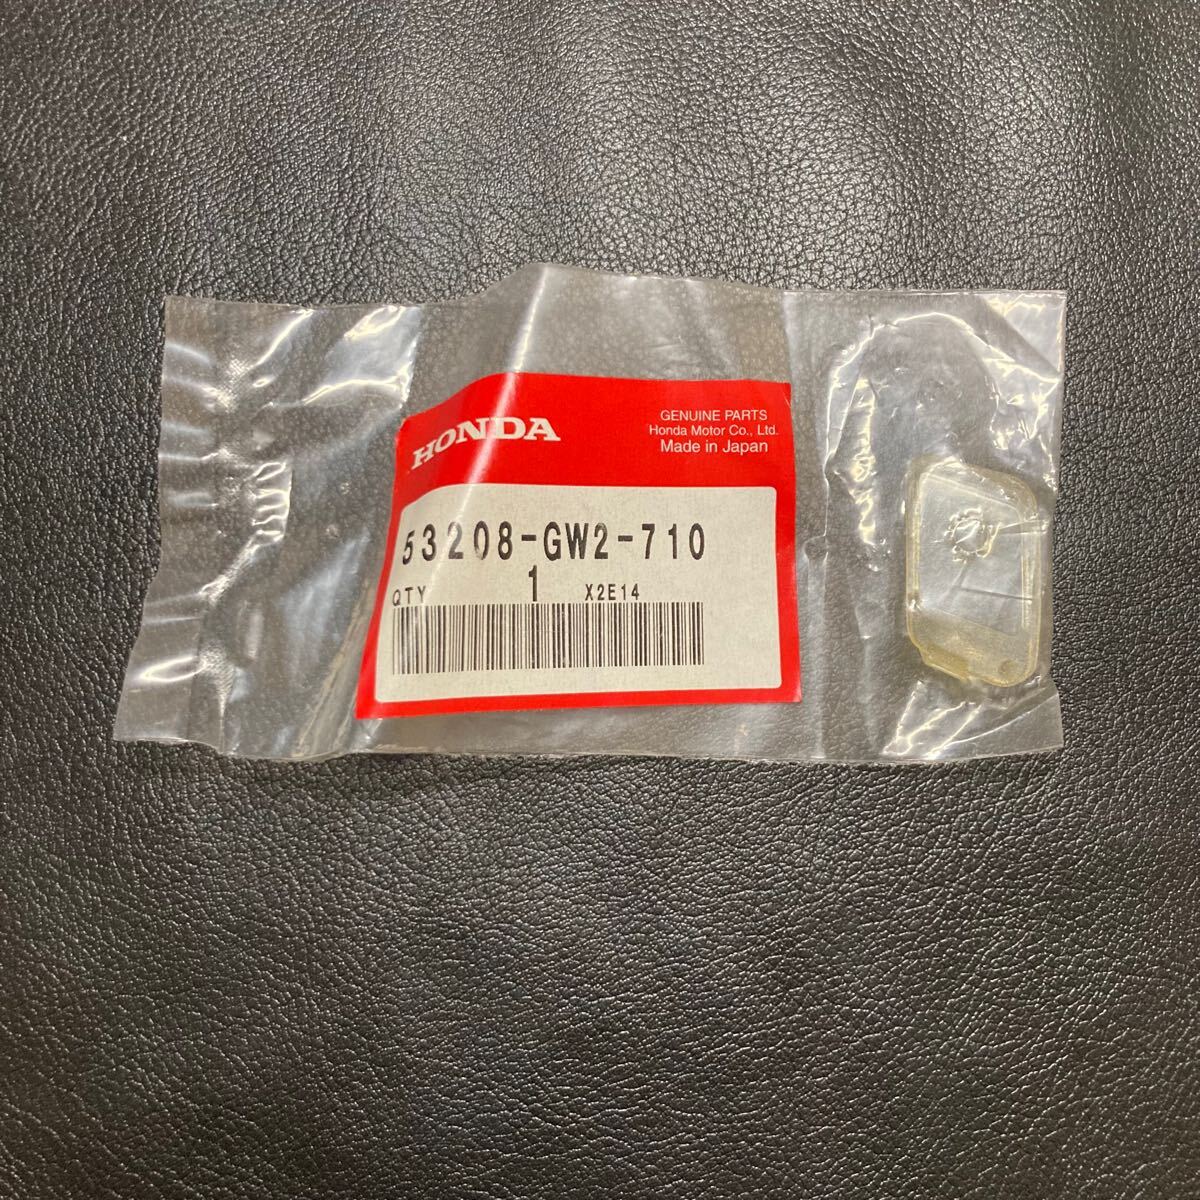 HONDA
GENUINE PARTS
Honda Motor Co., Ltd.
Made in Japan
53208-GW2-710
QTY 1 X2E14